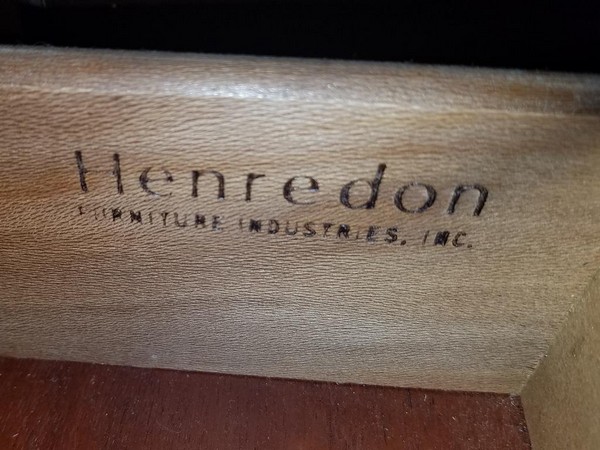 Henredon
FURNITURE INDUSTRIES, INC.